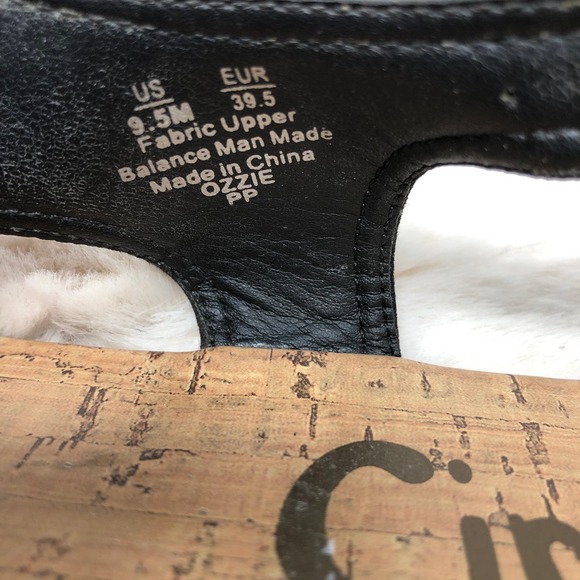 US EUR
9.5M 39.5
Fabric Upper
Balance Man Made
Made in China
OZZIE
PP